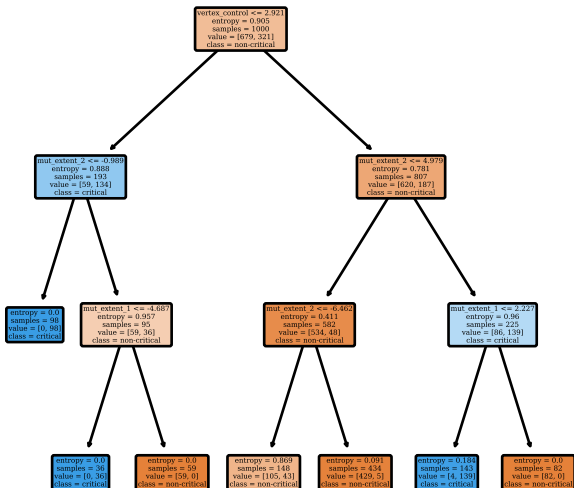 vertex_control <= 2.921
entropy = 0.905
samples = 1000
value = [679, 321]
class = non-critical
mut_extent_2 <= -0.989
entropy = 0.888
samples = 193
value = [59, 134]
class = critical
mut_extent_2 <= 4.979
entropy = 0.781
samples = 807
value = [620, 187]
class = non-critical
entropy = 0.0
samples = 98
value = [0, 98]
class = critical
mut_extent_1 <= -4.687
entropy = 0.957
samples = 95
value = [59, 36]
class = non-critical
mut_extent_2 <= -6.462
entropy = 0.411
samples = 582
value = [534, 48]
class = non-critical
mut_extent_1 <= 2.227
entropy = 0.96
samples = 225
value = [86, 139]
class = critical
entropy = 0.0
samples = 36
value = [0, 36]
class = critical
entropy = 0.0
samples = 59
value = [59, 0]
class = non-critical
entropy = 0.869
samples = 148
value = [105, 43]
class = non-critical
entropy = 0.091
samples = 434
value = [429, 5]
class = non-critical
entropy = 0.184
samples = 143
value = [4, 139]
class = critical
entropy = 0.0
samples = 82
value = [82, 0]
class = non-critical